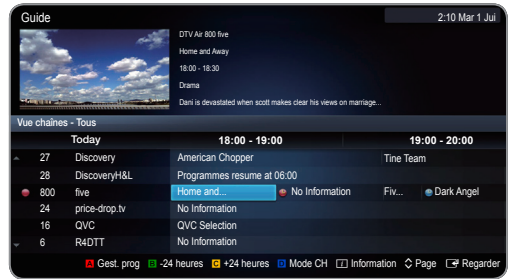 Guide
2:10 Mar 1 Jui
DTV Air 800 five
Home and Away
18:00 - 18:30
Drama
Dani is devastated when scott makes clear his views on marriage...
Vue chaînes - Tous
Today 18:00 - 19:00 19:00 - 20:00
27 Discovery American Chopper Tine Team
28 DiscoveryH&L Programmes resume at 06:00
800 five Home and... No Information Fiv... Dark Angel
24 price-drop.tv No Information
16 QVC QVC Selection
6 R4DTT No Information
A Gest. prog B -24 heures C +24 heures D Mode CH i Information Page Regarder